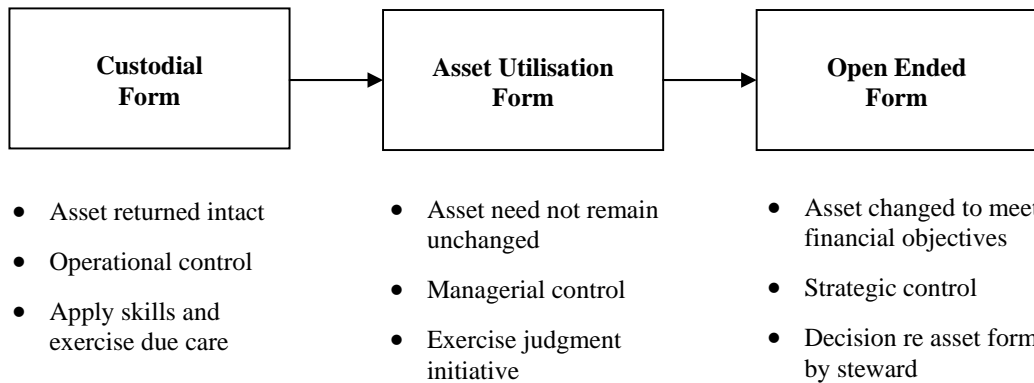 Custodial
Form
Asset Utilisation
Form
Open Ended
Form
• Asset returned intact
• Operational control
• Apply skills and
exercise due care
• Asset need not remain
unchanged
• Managerial control
• Exercise judgment
initiative
• Asset changed to meet
financial objectives
• Strategic control
• Decision re asset form
by steward